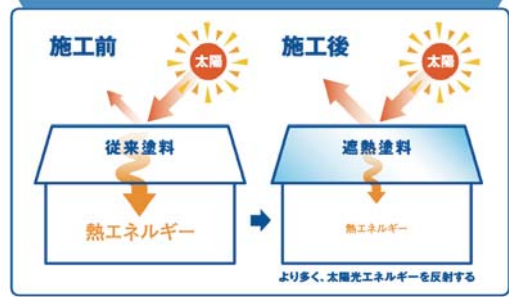 施工前
太陽
従来塗料
熱エネルギー
施工後
太陽
遮熱塗料
熱エネルギー
より多く、太陽光エネルギーを反射する